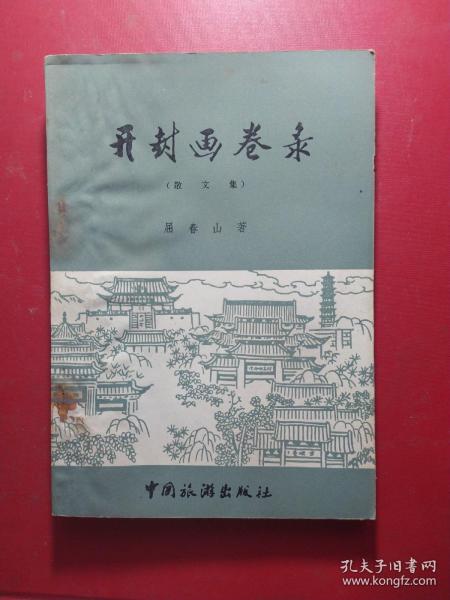 开封画卷录
（散文集）
屈春山著
中国旅游出版社
孔夫子旧书网
www.kongfz.com